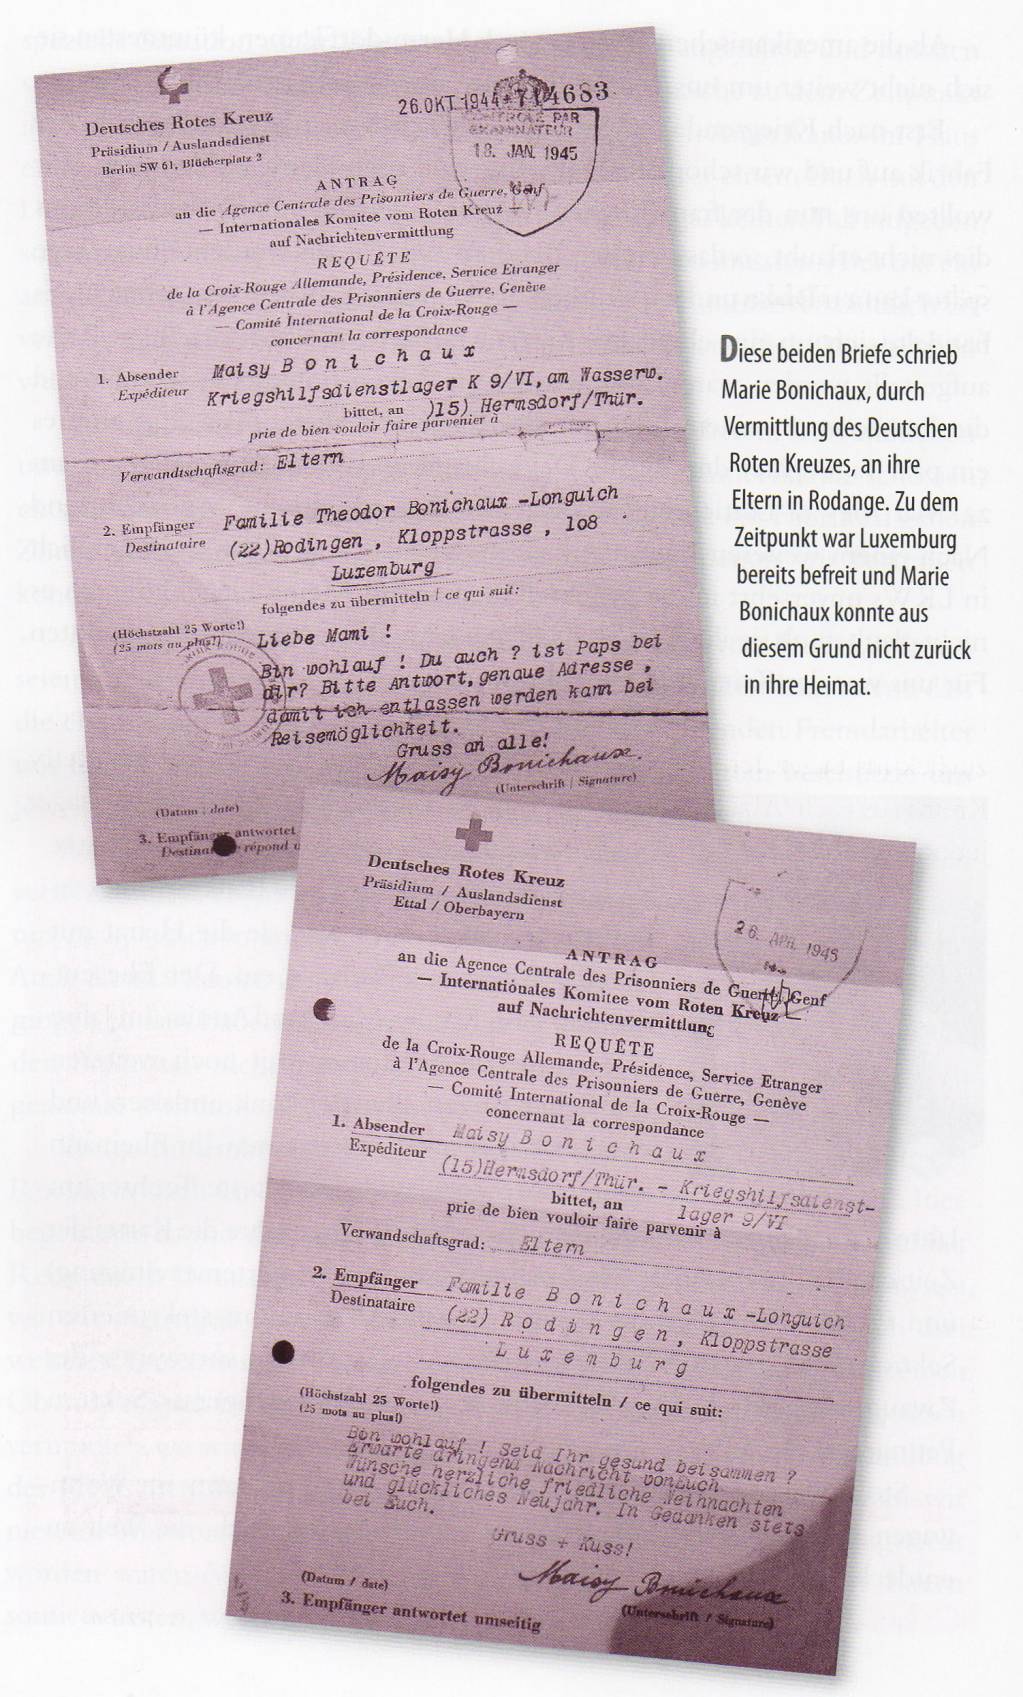 Deutsches Rotes Kreuz
Präsidium / Auslandsdienst
Berlin SW 61, Blücherplatz 2
26.OKT.1944 * 714683
CONTROLÉ PAR
EXAMINATEUR
18. JAN. 1945
ANTRAG
an die Agence Centrale des Prisonniers de Guerre, Genf
— Internationales Komitee vom Roten Kreuz —
auf Nachrichtenvermittlung
REQUÊTE
de la Croix-Rouge Allemande, Présidence, Service Etranger
à l'Agence Centrale des Prisonniers de Guerre, Genève
— Comité International de la Croix-Rouge —
concernant la correspondance
1. Absender Maisy Bonichaux
Expéditeur Kriegshilfsdienstlager K 9/VI, am Wasserw.
bittet, an )15) Hermsdorf/Thür.
prie de bien vouloir faire parvenier à
Verwandtschaftsgrad: Eltern
2. Empfänger Familie Theodor Bonichaux -Longuich
Destinataire (22)Rodingen , Kloppstrasse , 108
Luxemburg
folgendes zu übermitteln / ce qui suit:
(Höchstzahl 25 Worte!)
(25 mots au plus!)
Liebe Mami !
Bin wohlauf ! Du auch ? ist Paps bei
dir? Bitte Antwort, genaue Adresse ,
damit ich entlassen werden kann bei
Reisemöglichkeit.
Gruss an alle!
Maisy Bonichaux.
(Unterschrift / Signature)
(Datum / date)
3. Empfänger antwortet
répond
Diese beiden Briefe schrieb
Marie Bonichaux, durch
Vermittlung des Deutschen
Roten Kreuzes, an ihre
Eltern in Rodange. Zu dem
Zeitpunkt war Luxemburg
bereits befreit und Marie
Bonichaux konnte aus
diesem Grund nicht zurück
in ihre Heimat.
Deutsches Rotes Kreuz
Präsidium / Auslandsdienst
Ettal / Oberbayern
26. APR. 1945
ANTRAG
an die Agence Centrale des Prisonniers de Guerre, Genf
— Internationales Komitee vom Roten Kreuz —
auf Nachrichtenvermittlung
REQUÊTE
de la Croix-Rouge Allemande, Présidence, Service Etranger
à l'Agence Centrale des Prisonniers de Guerre, Genève
— Comité International de la Croix-Rouge —
concernant la correspondance
1. Absender Maisy Bonichaux
Expéditeur (15)Hermsdorf/Thür. - Kriegshilfsdienst-
bittet, an lager 9/VI
prie de bien vouloir faire parvenir à
Verwandschaftsgrad: Eltern
2. Empfänger Familie Bonichaux -Longuich
Destinataire (22) Rodingen, Kloppstrasse
Luxemburg
folgendes zu übermitteln / ce qui suit:
(Höchstzahl 25 Worte!)
(25 mots au plus!)
Bin wohlauf ! Seid Ihr gesund beisammen ?
Erwarte dringend Nachricht von Euch
Wünsche herzliche friedliche Weihnachten
und glückliches Neujahr. In Gedanken stets
bei Euch.
Gruss + Kuss!
Maisy Bonichaux
(Datum / date)
(Unterschrift / Signature)
3. Empfänger antwortet umseitig